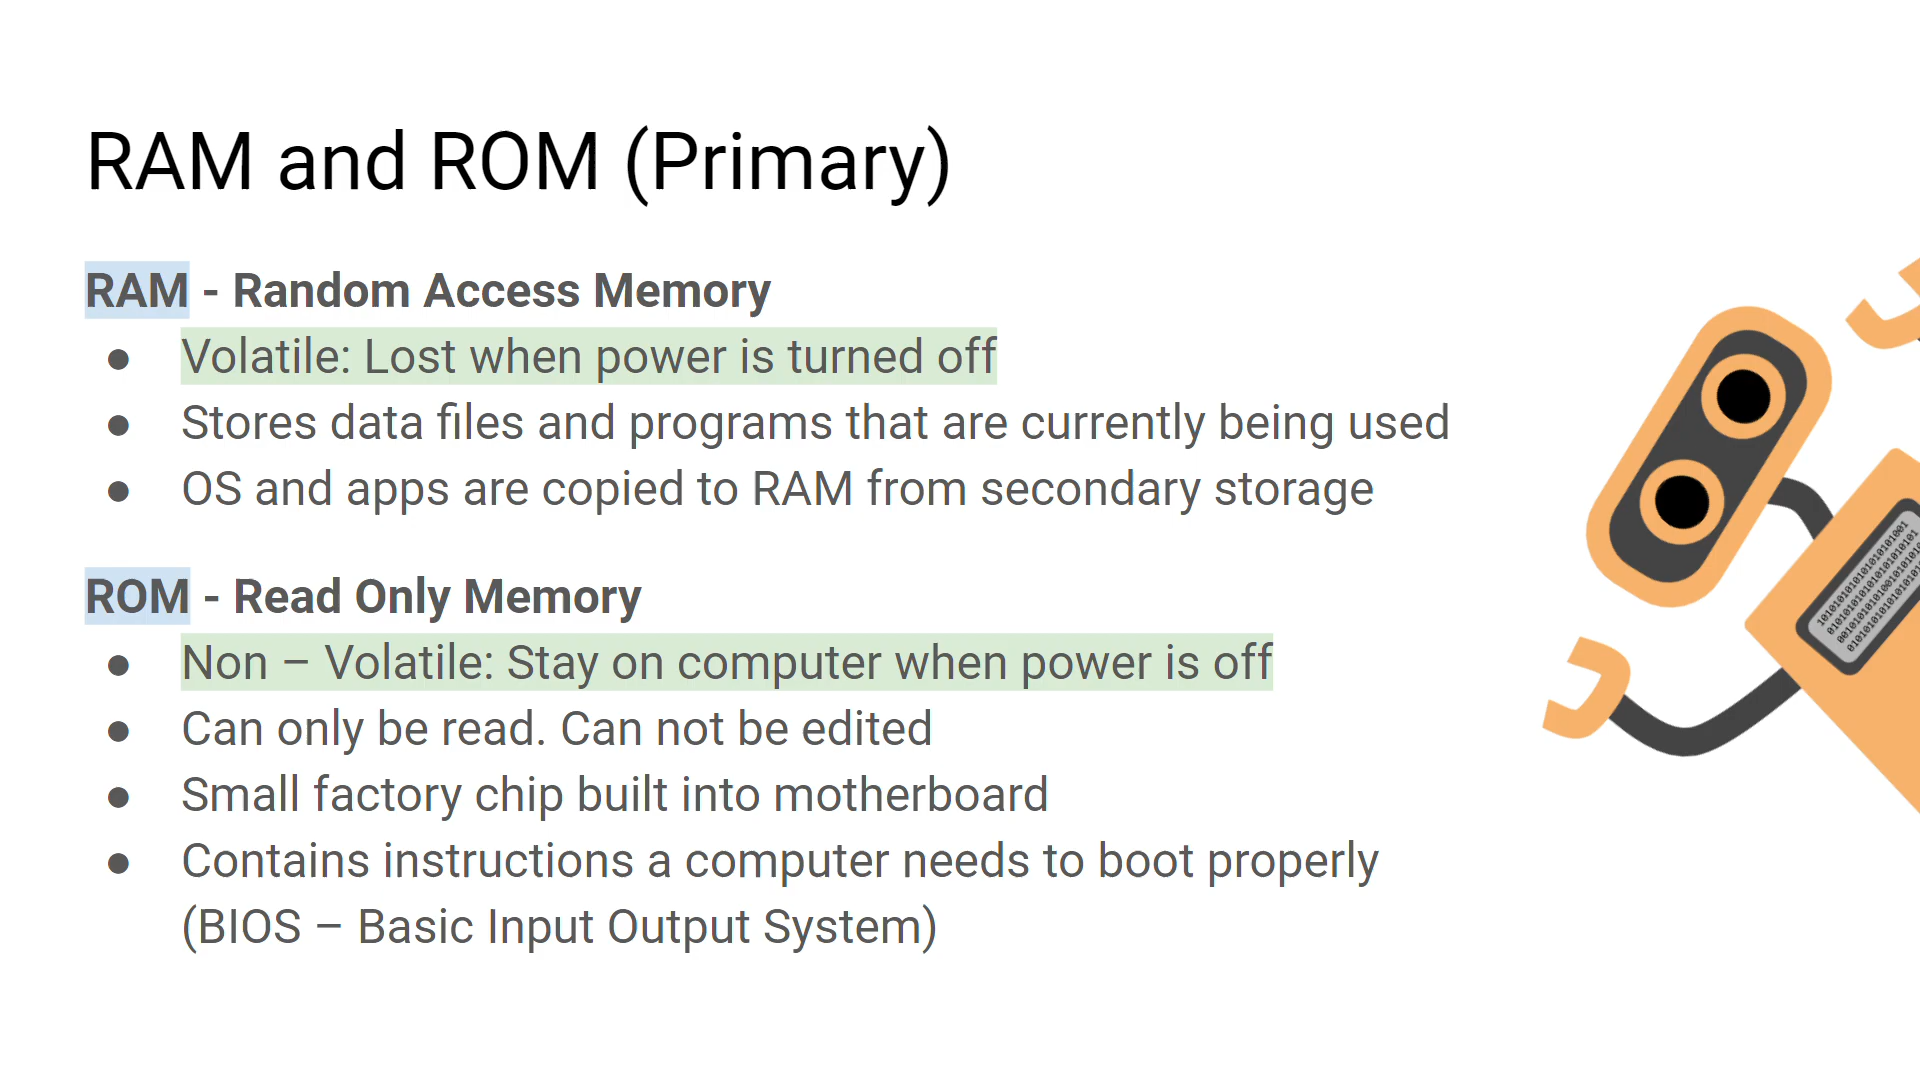 RAM and ROM (Primary)
RAM - Random Access Memory
● Volatile: Lost when power is turned off
● Stores data files and programs that are currently being used
● OS and apps are copied to RAM from secondary storage
ROM - Read Only Memory
● Non – Volatile: Stay on computer when power is off
● Can only be read. Can not be edited
● Small factory chip built into motherboard
● Contains instructions a computer needs to boot properly
(BIOS – Basic Input Output System)